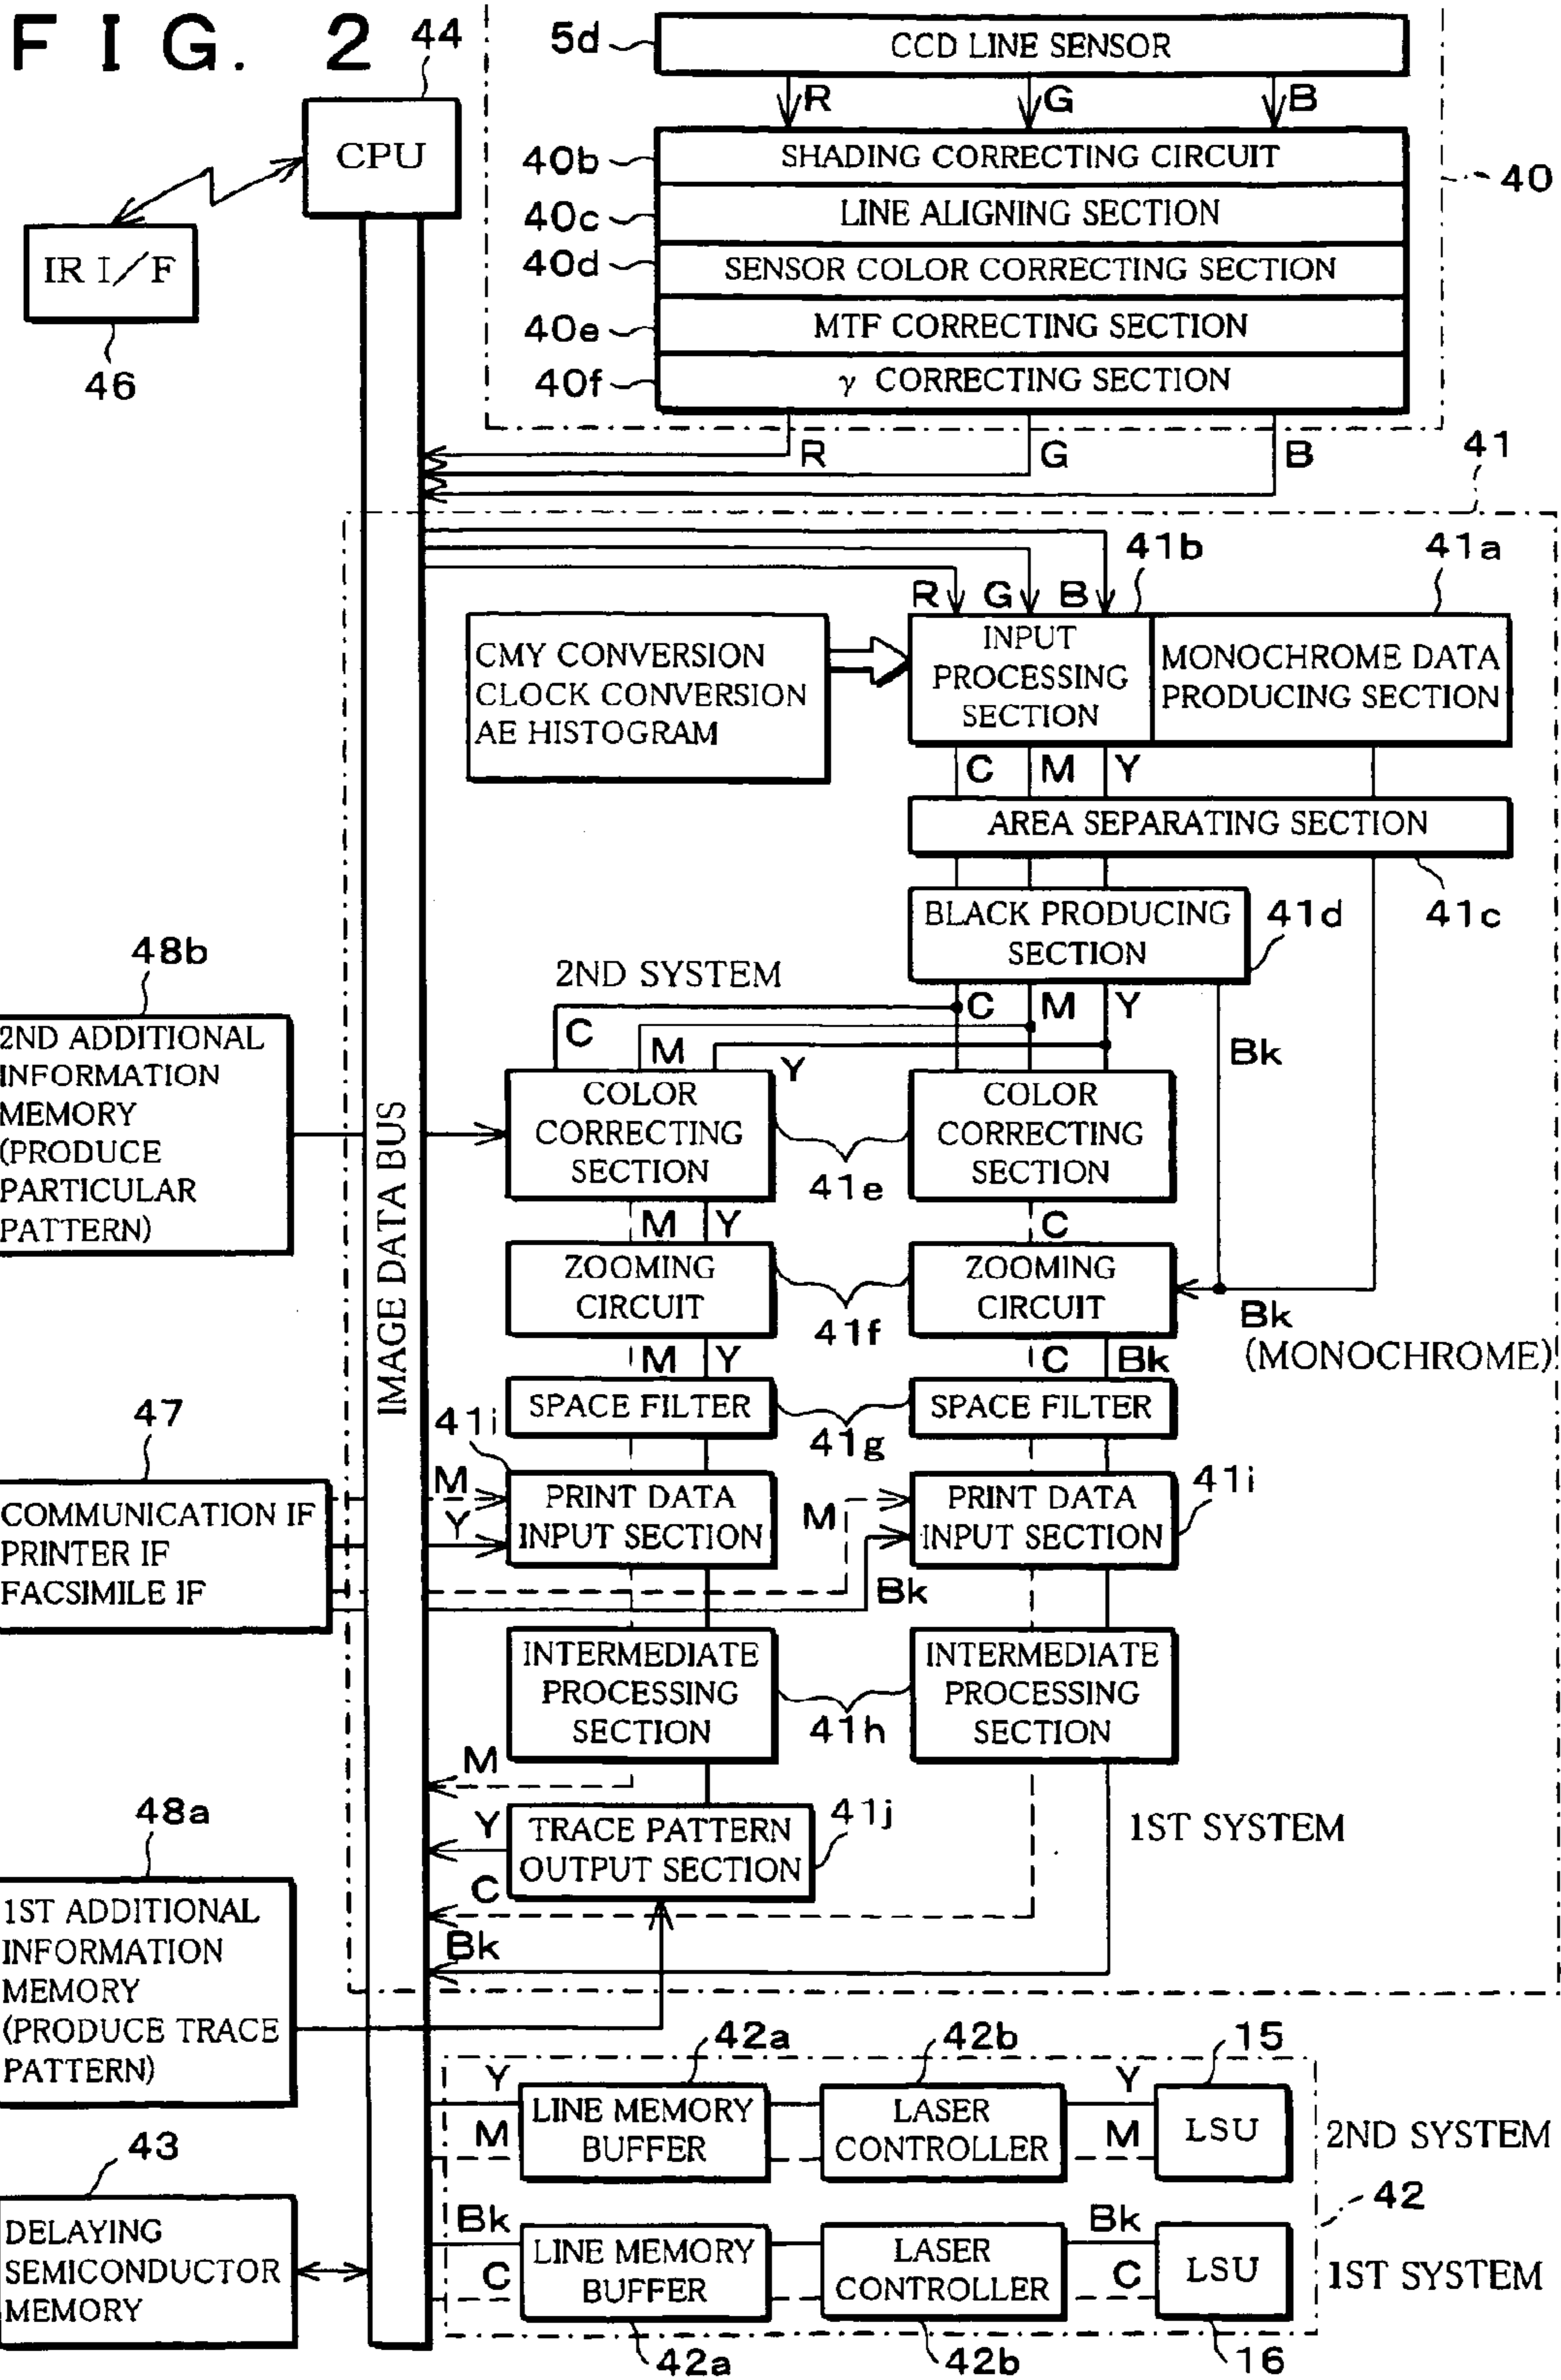 FIG. 2
44
CPU
IR I/F
46
5d
CCD LINE SENSOR
R
G
B
40b
SHADING CORRECTING CIRCUIT
40c
LINE ALIGNING SECTION
40d
SENSOR COLOR CORRECTING SECTION
40e
MTF CORRECTING SECTION
40f
γ CORRECTING SECTION
40
R
G
B
41
41b
41a
R
G
B
CMY CONVERSION
CLOCK CONVERSION
AE HISTOGRAM
INPUT
PROCESSING
SECTION
MONOCHROME DATA
PRODUCING SECTION
C
M
Y
AREA SEPARATING SECTION
41c
BLACK PRODUCING
SECTION
41d
2ND SYSTEM
C
M
Y
C
M
Y
Bk
48b
2ND ADDITIONAL
INFORMATION
MEMORY
(PRODUCE
PARTICULAR
PATTERN)
IMAGE DATA BUS
COLOR
CORRECTING
SECTION
41e
COLOR
CORRECTING
SECTION
M
Y
C
ZOOMING
CIRCUIT
41f
ZOOMING
CIRCUIT
Bk
(MONOCHROME)
M
Y
C
Bk
SPACE FILTER
41g
SPACE FILTER
47
COMMUNICATION IF
PRINTER IF
FACSIMILE IF
41i
M
Y
PRINT DATA
INPUT SECTION
M
Bk
PRINT DATA
INPUT SECTION
41i
INTERMEDIATE
PROCESSING
SECTION
41h
INTERMEDIATE
PROCESSING
SECTION
M
Y
TRACE PATTERN
OUTPUT SECTION
41j
1ST SYSTEM
C
Bk
48a
1ST ADDITIONAL
INFORMATION
MEMORY
(PRODUCE TRACE
PATTERN)
43
DELAYING
SEMICONDUCTOR
MEMORY
42a
42b
15
Y
M
LINE MEMORY
BUFFER
LASER
CONTROLLER
Y
M
LSU
2ND SYSTEM
42
Bk
C
LINE MEMORY
BUFFER
LASER
CONTROLLER
Bk
C
LSU
1ST SYSTEM
42a
42b
16